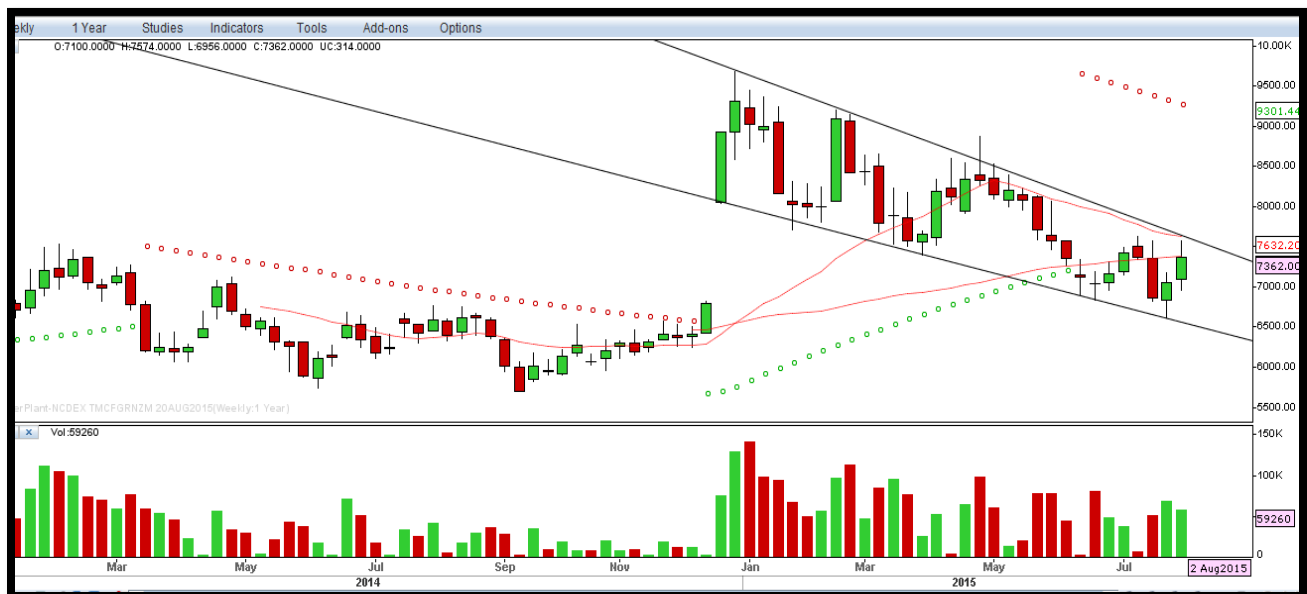 ekly 1 Year Studies Indicators Tools Add-ons Options
O:7100.0000 H:7574.0000 L:6956.0000 C:7362.0000 UC:314.0000
10.00K
9500.00
9301.44
9000.00
8500.00
8000.00
7632.20
7362.00
7000.00
6500.00
6000.00
5500.00
erPlant-NCDEX TMCFGRNZM 20AUG2015(Weekly:1 Year)
x Vol:59260
150K
100K
59260
0
Mar May Jul Sep Nov Jan Mar May Jul 2 Aug2015
2014 2015